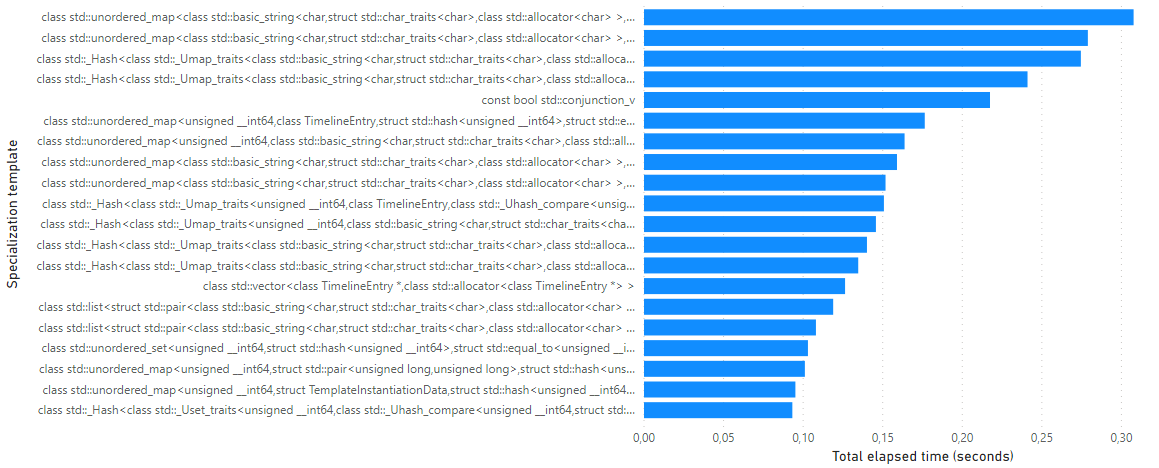 class std::unordered_map<class std::basic_string<char,struct std::char_traits<char>,class std::allocator<char> >,...
class std::unordered_map<class std::basic_string<char,struct std::char_traits<char>,class std::allocator<char> >,...
class std::_Hash<class std::_Umap_traits<class std::basic_string<char,struct std::char_traits<char>,class std::alloca...
class std::_Hash<class std::_Umap_traits<class std::basic_string<char,struct std::char_traits<char>,class std::alloca...
const bool std::conjunction_v
class std::unordered_map<unsigned __int64,class TimelineEntry,struct std::hash<unsigned __int64>,struct std::e...
class std::unordered_map<unsigned __int64,class std::basic_string<char,struct std::char_traits<char>,class std::all...
class std::unordered_map<class std::basic_string<char,struct std::char_traits<char>,class std::allocator<char> >,...
class std::unordered_map<class std::basic_string<char,struct std::char_traits<char>,class std::allocator<char> >,...
class std::_Hash<class std::_Umap_traits<unsigned __int64,class TimelineEntry,class std::_Uhash_compare<unsig...
class std::_Hash<class std::_Umap_traits<unsigned __int64,class std::basic_string<char,struct std::char_traits<cha...
class std::_Hash<class std::_Umap_traits<class std::basic_string<char,struct std::char_traits<char>,class std::alloca...
class std::_Hash<class std::_Umap_traits<class std::basic_string<char,struct std::char_traits<char>,class std::alloca...
class std::vector<class TimelineEntry *,class std::allocator<class TimelineEntry *> >
class std::list<struct std::pair<class std::basic_string<char,struct std::char_traits<char>,class std::allocator<char> ...
class std::list<struct std::pair<class std::basic_string<char,struct std::char_traits<char>,class std::allocator<char> ...
class std::unordered_set<unsigned __int64,struct std::hash<unsigned __int64>,struct std::equal_to<unsigned __i...
class std::unordered_map<unsigned __int64,struct std::pair<unsigned long,unsigned long>,struct std::hash<uns...
class std::unordered_map<unsigned __int64,struct TemplateInstantiationData,struct std::hash<unsigned __int64...
class std::_Hash<class std::_Uset_traits<unsigned __int64,class std::_Uhash_compare<unsigned __int64,struct std:...
Specialization template
0,00 0,05 0,10 0,15 0,20 0,25 0,30
Total elapsed time (seconds)